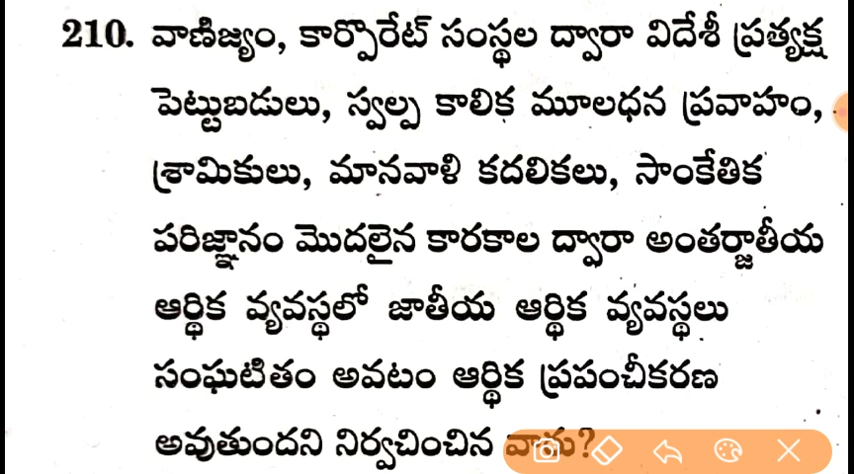 210. వాణిజ్యం, కార్పొరేట్ సంస్థల ద్వారా విదేశీ ప్రత్యక్ష
పెట్టుబడులు, స్వల్ప కాలిక మూలధన ప్రవాహం,
శ్రామికులు, మానవాళి కదలికలు, సాంకేతిక
పరిజ్ఞానం మొదలైన కారకాల ద్వారా అంతర్జాతీయ
ఆర్థిక వ్యవస్థలో జాతీయ ఆర్థిక వ్యవస్థలు
సంఘటితం అవటం ఆర్థిక ప్రపంచీకరణ
అవుతుందని నిర్వచించిన వారు?